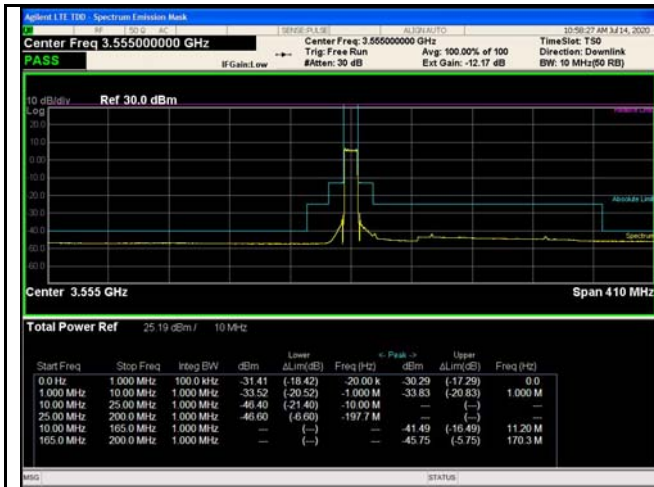 Agilent LTE TDD - Spectrum Emission Mask
RF 50 Ω AC SENSE:PULSE ALIGN AUTO 10:58:27 AM Jul 14, 2020
Center Freq 3.555000000 GHz Center Freq: 3.555000000 GHz TimeSlot: TS0
Trig: Free Run Avg: 100.00% of 100 Direction: Downlink
PASS IFGain:Low #Atten: 30 dB Ext Gain: -12.17 dB BW: 10 MHz(50 RB)
10 dB/div Ref 30.0 dBm
Log
20.0
10.0
0.00
-10.0
-20.0
-30.0
-40.0
-50.0
-60.0
Relative Limit
Absolute Limit
Spectrum
Center 3.555 GHz Span 410 MHz
Total Power Ref 25.19 dBm / 10 MHz
Lower <- Peak -> Upper
Start Freq Stop Freq Integ BW dBm ΔLim(dB) Freq (Hz) dBm ΔLim(dB) Freq (Hz)
0.0 Hz 1.000 MHz 100.0 kHz -31.41 (-18.42) -20.00 k -30.29 (-17.29) 0.0
1.000 MHz 10.00 MHz 1.000 MHz -33.52 (-20.52) -1.000 M -33.83 (-20.83) 1.000 M
10.00 MHz 25.00 MHz 1.000 MHz -46.40 (-21.40) -10.00 M --- (---)
25.00 MHz 200.0 MHz 1.000 MHz -46.60 (-6.60) -197.7 M --- (---)
10.00 MHz 165.0 MHz 1.000 MHz --- (---) -41.49 (-16.49) 11.20 M
165.0 MHz 200.0 MHz 1.000 MHz --- (---) -45.75 (-5.75) 170.3 M
MSG STATUS